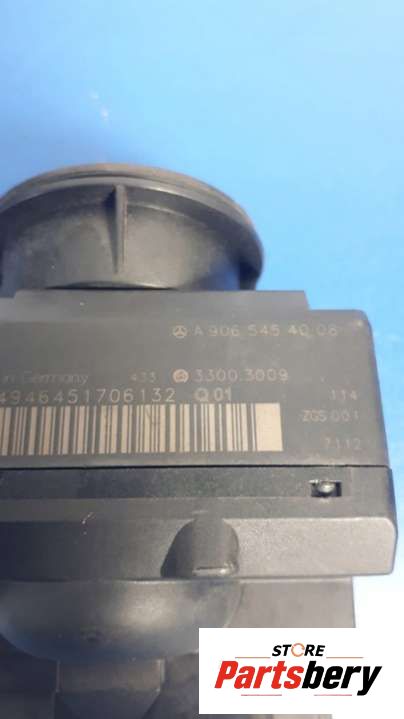 A 906 545 40 08
in Germany 433 3300.3009
4946451706132 Q01
114
ZGS 001
7112
STORE
Partsbery